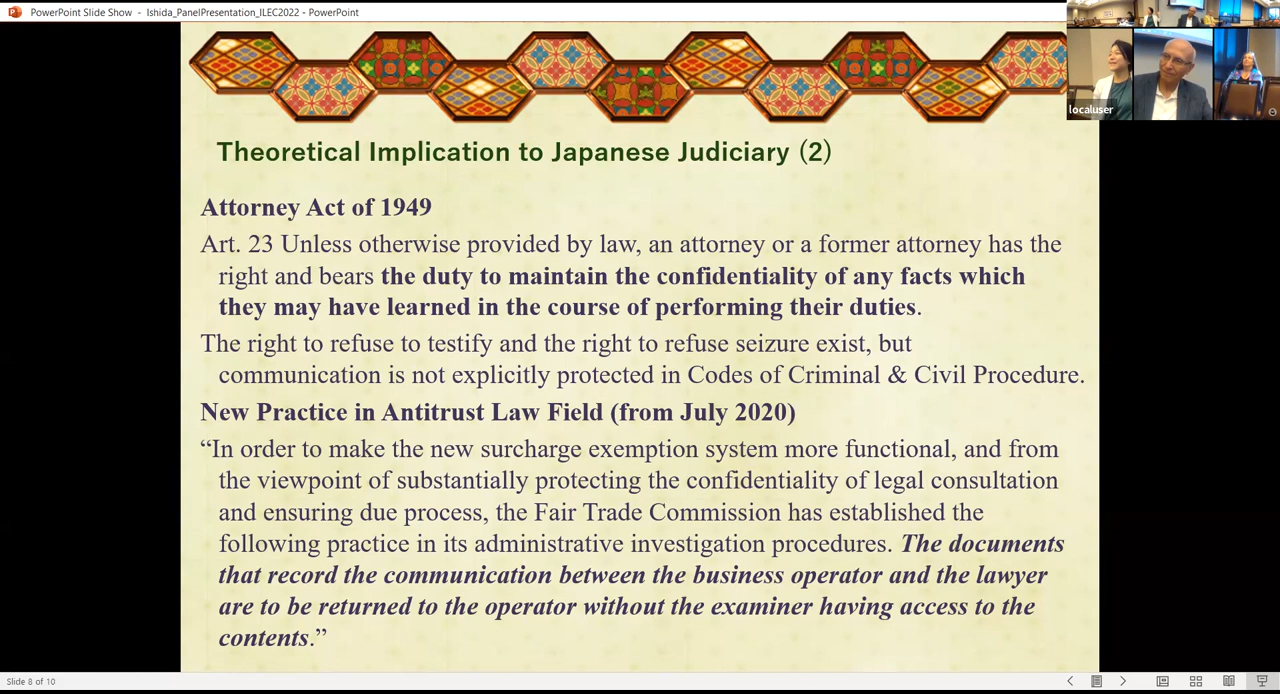 PowerPoint Slide Show - Ishida_PanelPresentation_ILEC2022 - PowerPoint
localuser
Theoretical Implication to Japanese Judiciary (2)
Attorney Act of 1949
Art. 23 Unless otherwise provided by law, an attorney or a former attorney has the
right and bears the duty to maintain the confidentiality of any facts which
they may have learned in the course of performing their duties.
The right to refuse to testify and the right to refuse seizure exist, but
communication is not explicitly protected in Codes of Criminal & Civil Procedure.
New Practice in Antitrust Law Field (from July 2020)
“In order to make the new surcharge exemption system more functional, and from
the viewpoint of substantially protecting the confidentiality of legal consultation
and ensuring due process, the Fair Trade Commission has established the
following practice in its administrative investigation procedures. The documents
that record the communication between the business operator and the lawyer
are to be returned to the operator without the examiner having access to the
contents.”
Slide 8 of 10